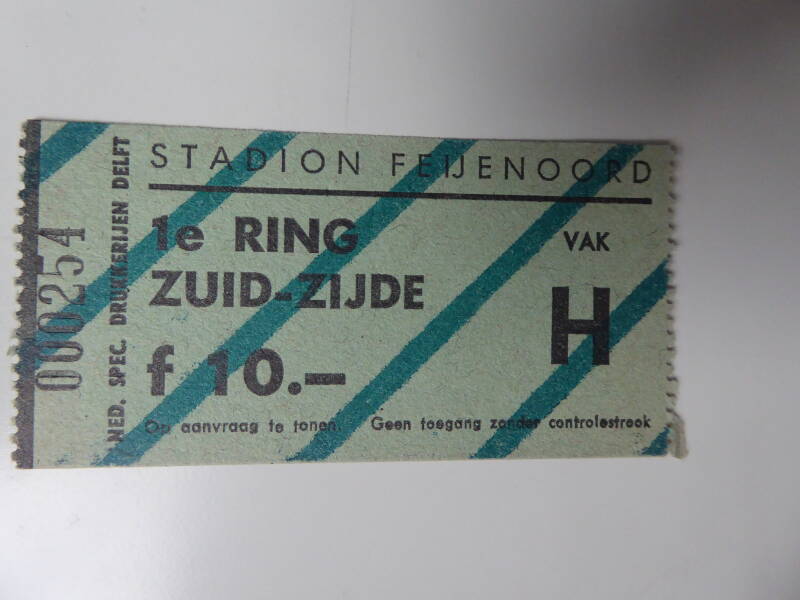 STADION FEIJENOORD
1e RING
ZUID-ZIJDE
f 10.–
VAK
H
Op aanvraag te tonen. Geen toegang zonder controlestrook
NED. SPEC. DRUKKERIJEN DELFT
000254